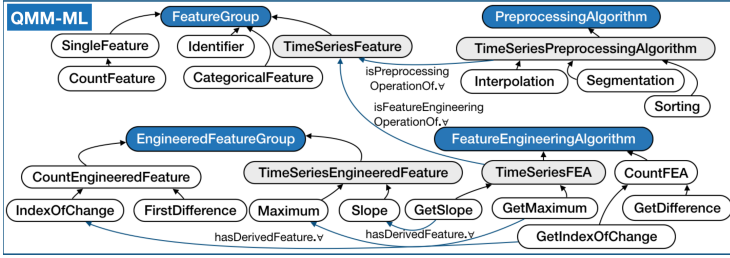 QMM-ML
FeatureGroup
PreprocessingAlgorithm
SingleFeature
Identifier
TimeSeriesFeature
TimeSeriesPreprocessingAlgorithm
CountFeature
CategoricalFeature
isPreprocessing
OperationOf.∀
Interpolation
Segmentation
Sorting
isFeatureEngineering
OperationOf.∀
EngineeredFeatureGroup
FeatureEngineeringAlgorithm
CountEngineeredFeature
TimeSeriesEngineeredFeature
TimeSeriesFEA
CountFEA
IndexOfChange
FirstDifference
Maximum
Slope
GetSlope
GetMaximum
GetDifference
hasDerivedFeature.∀
hasDerivedFeature.∀
GetIndexOfChange